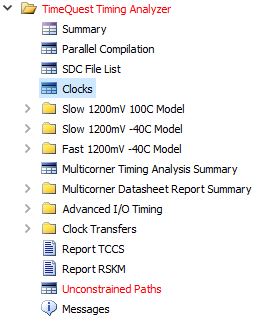 TimeQuest Timing Analyzer
Summary
Parallel Compilation
SDC File List
Clocks
Slow 1200mV 100C Model
Slow 1200mV -40C Model
Fast 1200mV -40C Model
Multicorner Timing Analysis Summary
Multicorner Datasheet Report Summary
Advanced I/O Timing
Clock Transfers
Report TCCS
Report RSKM
Unconstrained Paths
Messages